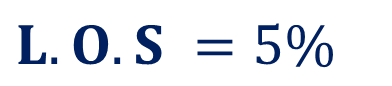 L. O. S = 5%